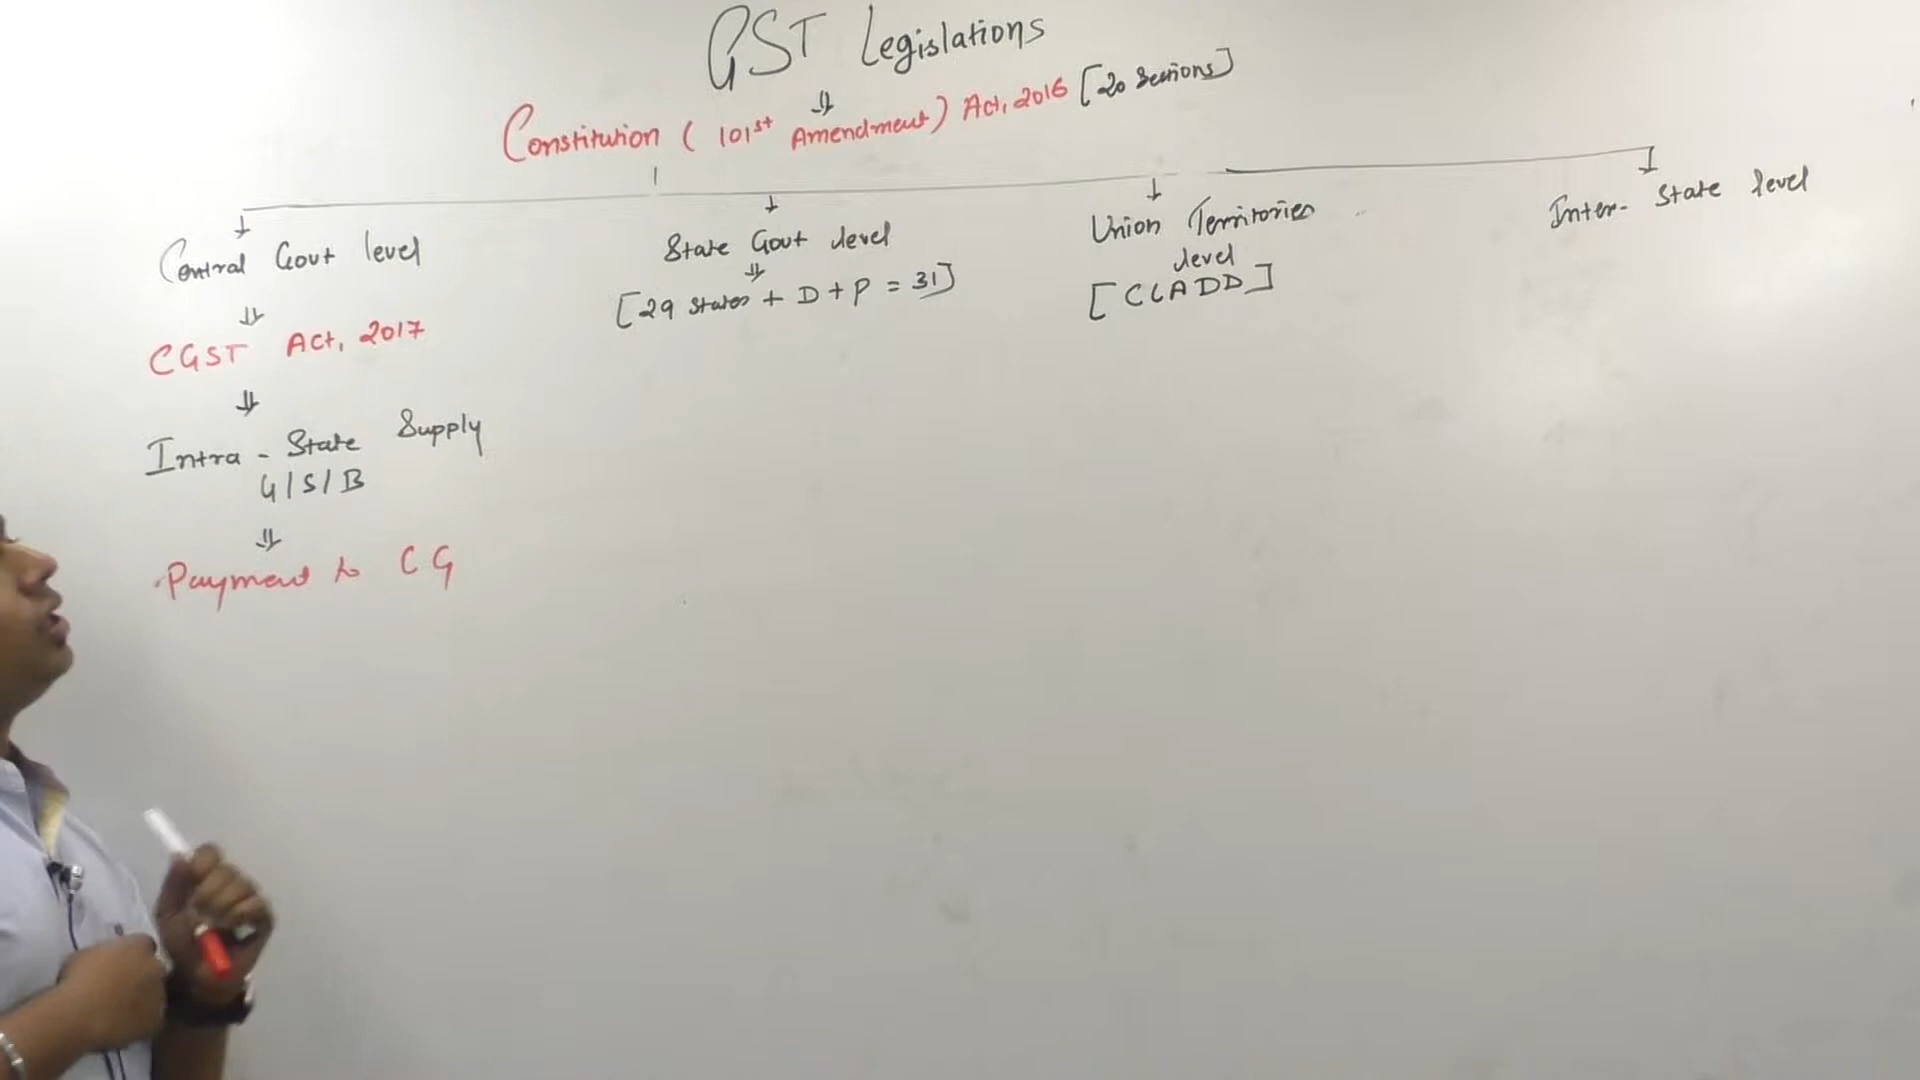 GST Legislations
Constitution (101st Amendment) Act, 2016 [20 Sections]
Central Govt level
CGST Act, 2017
Intra - State Supply
G/S/B
Payment to CG
State Govt level
[29 States + D + P = 31]
Union Territories
level
[CLADD]
Inter-State level